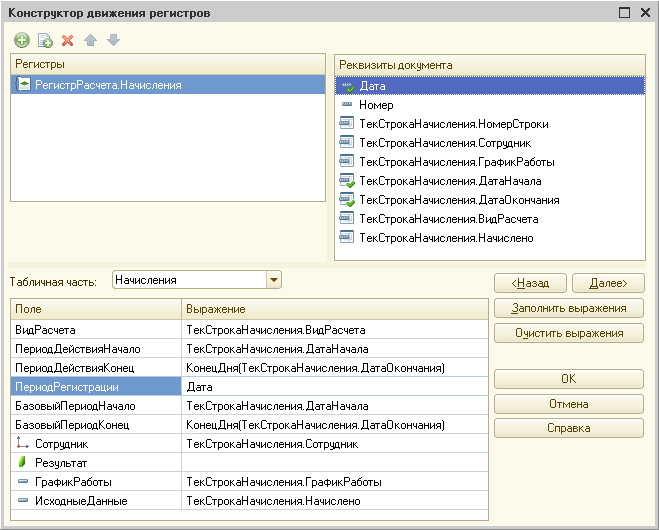 Конструктор движения регистров
Регистры
РегистрРасчета.Начисления
Реквизиты документа
Дата
Номер
ТекСтрокаНачисления.НомерСтроки
ТекСтрокаНачисления.Сотрудник
ТекСтрокаНачисления.ГрафикРаботы
ТекСтрокаНачисления.ДатаНачала
ТекСтрокаНачисления.ДатаОкончания
ТекСтрокаНачисления.ВидРасчета
ТекСтрокаНачисления.Начислено
Табличная часть: Начисления
<Назад Далее>
Заполнить выражения
Очистить выражения
OK
Отмена
Справка
Поле Выражение
ВидРасчета ТекСтрокаНачисления.ВидРасчета
ПериодДействияНачало ТекСтрокаНачисления.ДатаНачала
ПериодДействияКонец КонецДня(ТекСтрокаНачисления.ДатаОкончания)
ПериодРегистрации Дата
БазовыйПериодНачало ТекСтрокаНачисления.ДатаНачала
БазовыйПериодКонец КонецДня(ТекСтрокаНачисления.ДатаОкончания)
Сотрудник ТекСтрокаНачисления.Сотрудник
Результат
ГрафикРаботы ТекСтрокаНачисления.ГрафикРаботы
ИсходныеДанные ТекСтрокаНачисления.Начислено